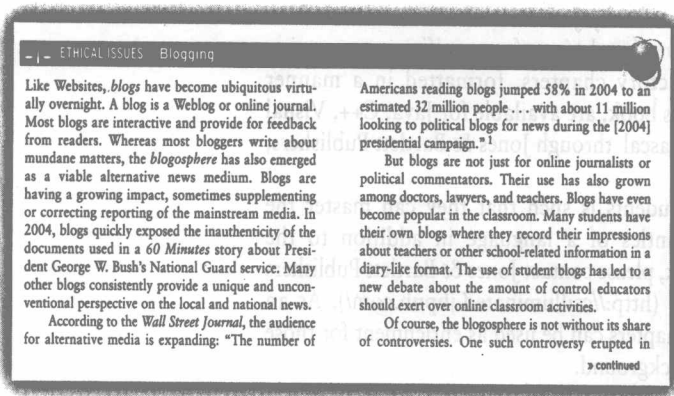 ETHICAL ISSUES Blogging
Like Websites, blogs have become ubiquitous virtu-
ally overnight. A blog is a Weblog or online journal.
Most blogs are interactive and provide for feedback
from readers. Whereas most bloggers write about
mundane matters, the blogosphere has also emerged
as a viable alternative news medium. Blogs are
having a growing impact, sometimes supplementing
or correcting reporting of the mainstream media. In
2004, blogs quickly exposed the inauthenticity of the
documents used in a 60 Minutes story about Presi-
dent George W. Bush's National Guard service. Many
other blogs consistently provide a unique and uncon-
ventional perspective on the local and national news.
According to the Wall Street Journal, the audience
for alternative media is expanding: "The number of
Americans reading blogs jumped 58% in 2004 to an
estimated 32 million people . . . with about 11 million
looking to political blogs for news during the [2004]
presidential campaign."¹
But blogs are not just for online journalists or
political commentators. Their use has also grown
among doctors, lawyers, and teachers. Blogs have even
become popular in the classroom. Many students have
their own blogs where they record their impressions
about teachers or other school-related information in a
diary-like format. The use of student blogs has led to a
new debate about the amount of control educators
should exert over online classroom activities.
Of course, the blogosphere is not without its share
of controversies. One such controversy erupted in
» continued